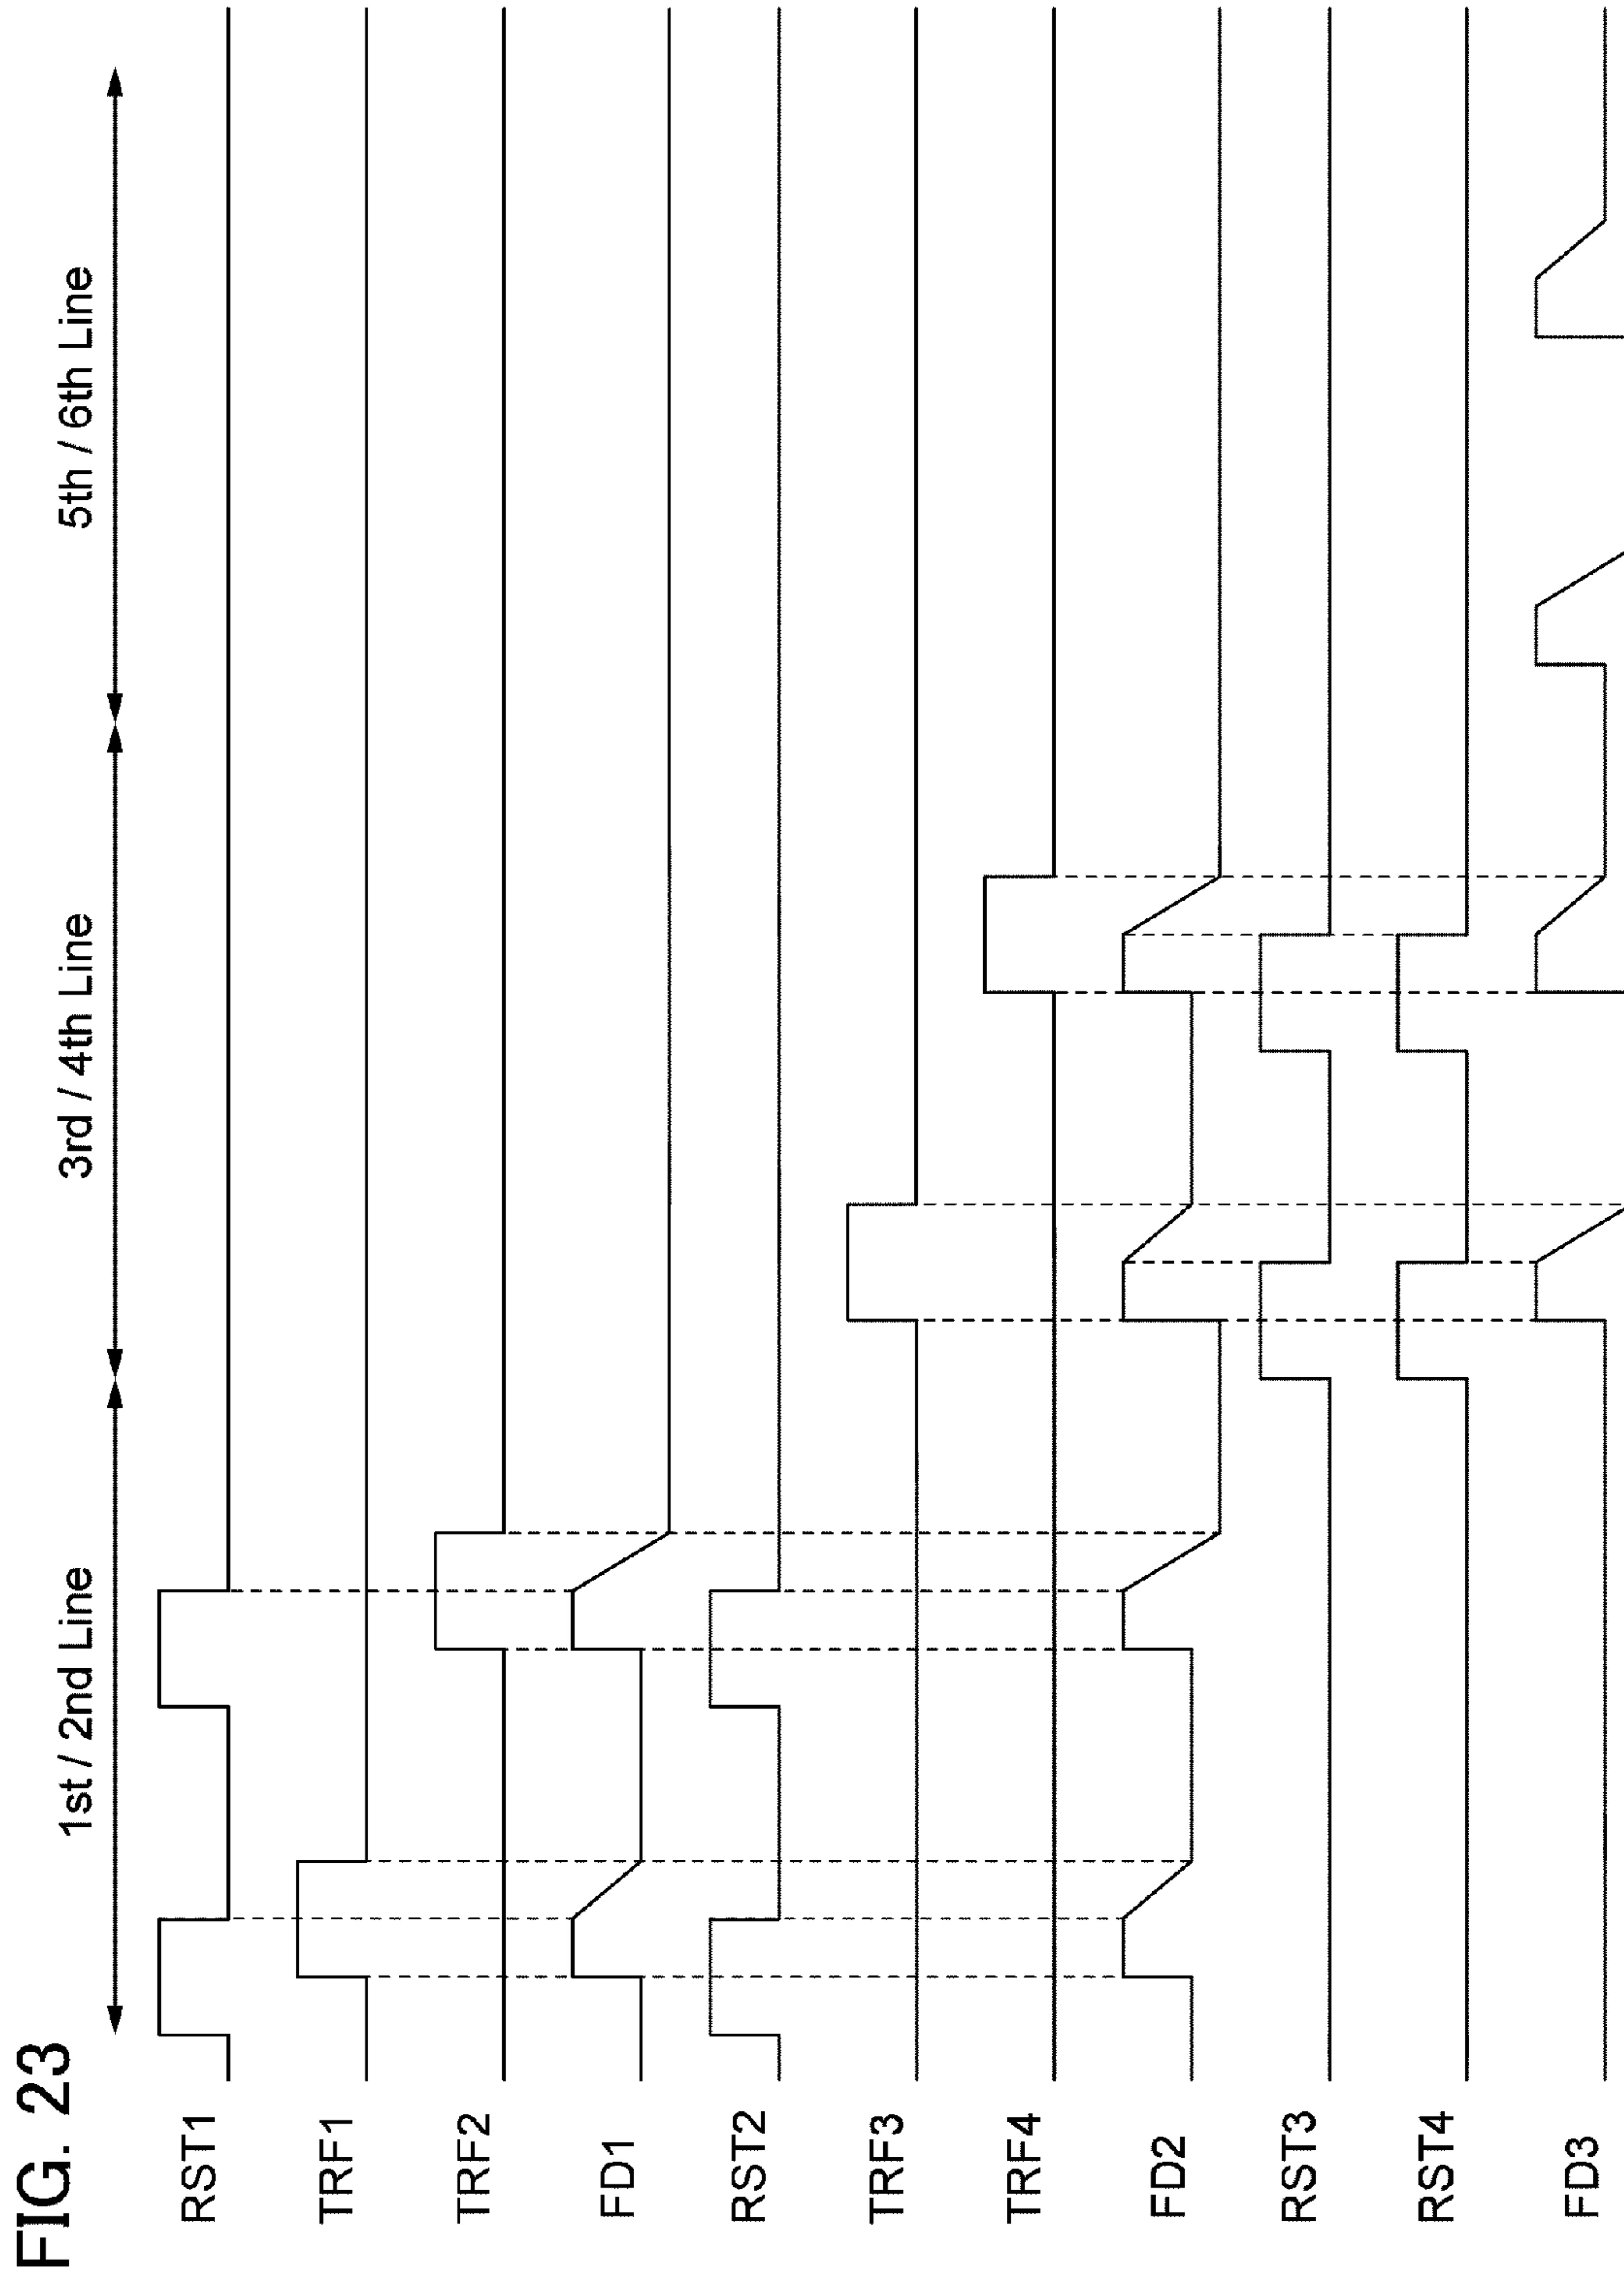 FIG. 23
1st / 2nd Line
3rd / 4th Line
5th / 6th Line
RST1
TRF1
TRF2
FD1
RST2
TRF3
TRF4
FD2
RST3
RST4
FD3